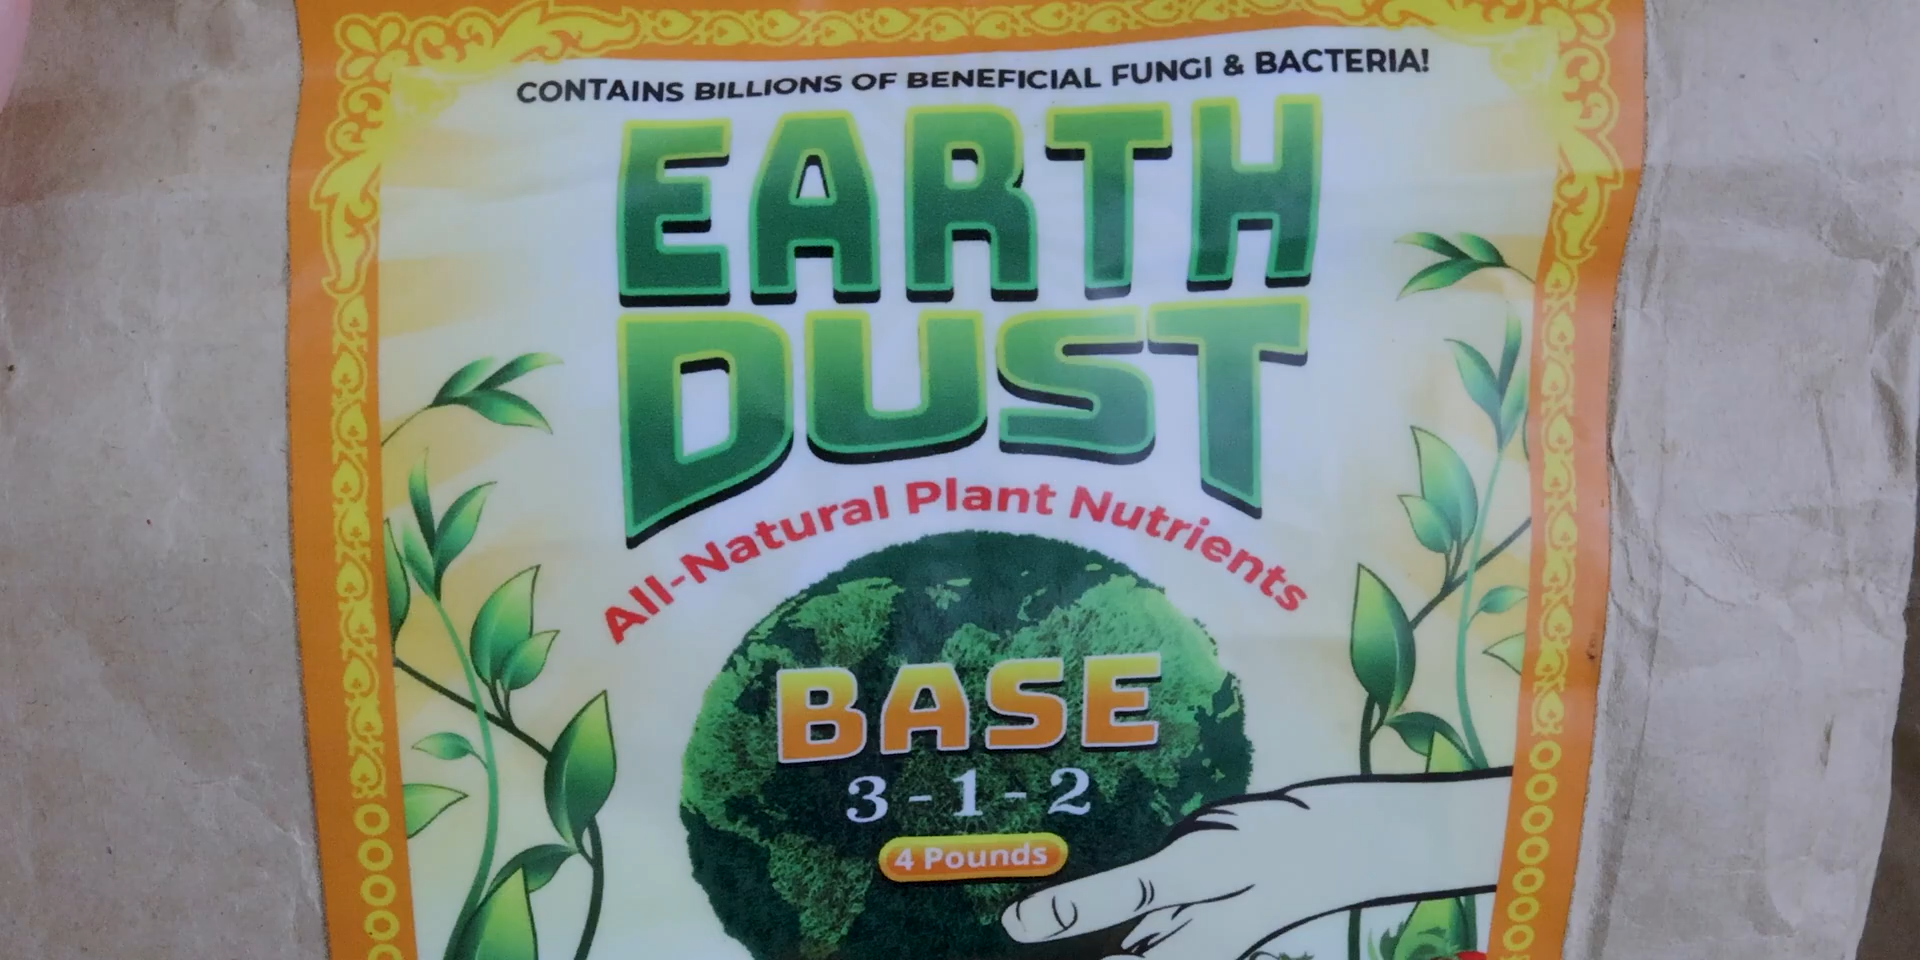 CONTAINS BILLIONS OF BENEFICIAL FUNGI & BACTERIA!
EARTH
DUST
All-Natural Plant Nutrients
BASE
3-1-2
4 Pounds